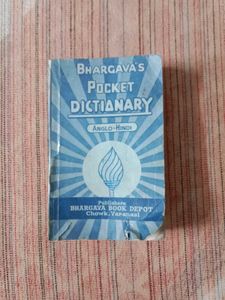 BHARGAVA'S
POCKET
DICTIONARY
ANGLO-HINDI
Publishers
BHARGAVA BOOK DEPOT
Chowk, Varanasi